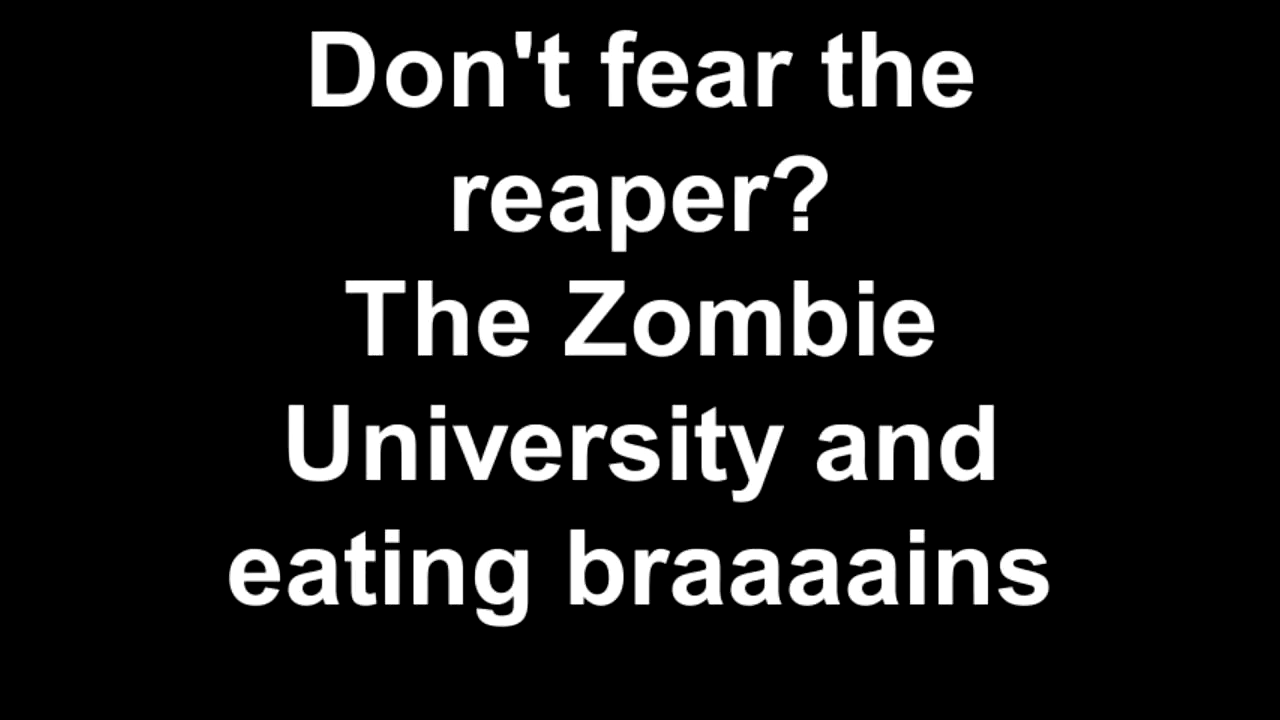 Don't fear the
reaper?
The Zombie
University and
eating braaaains